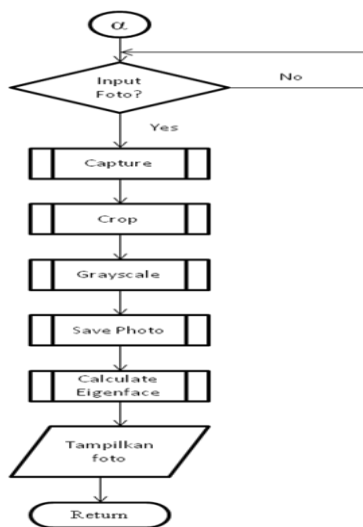 α
Input
Foto?
No
Yes
Capture
Crop
Grayscale
Save Photo
Calculate
Eigenface
Tampilkan
foto
Return